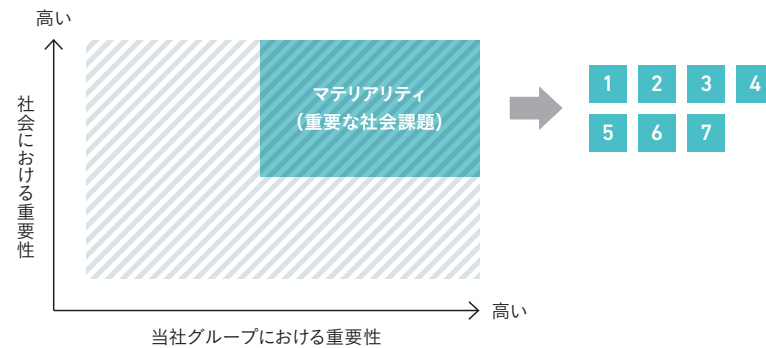 高い
社会における重要性
マテリアリティ
(重要な社会課題)
1 2 3 4
5 6 7
高い
当社グループにおける重要性